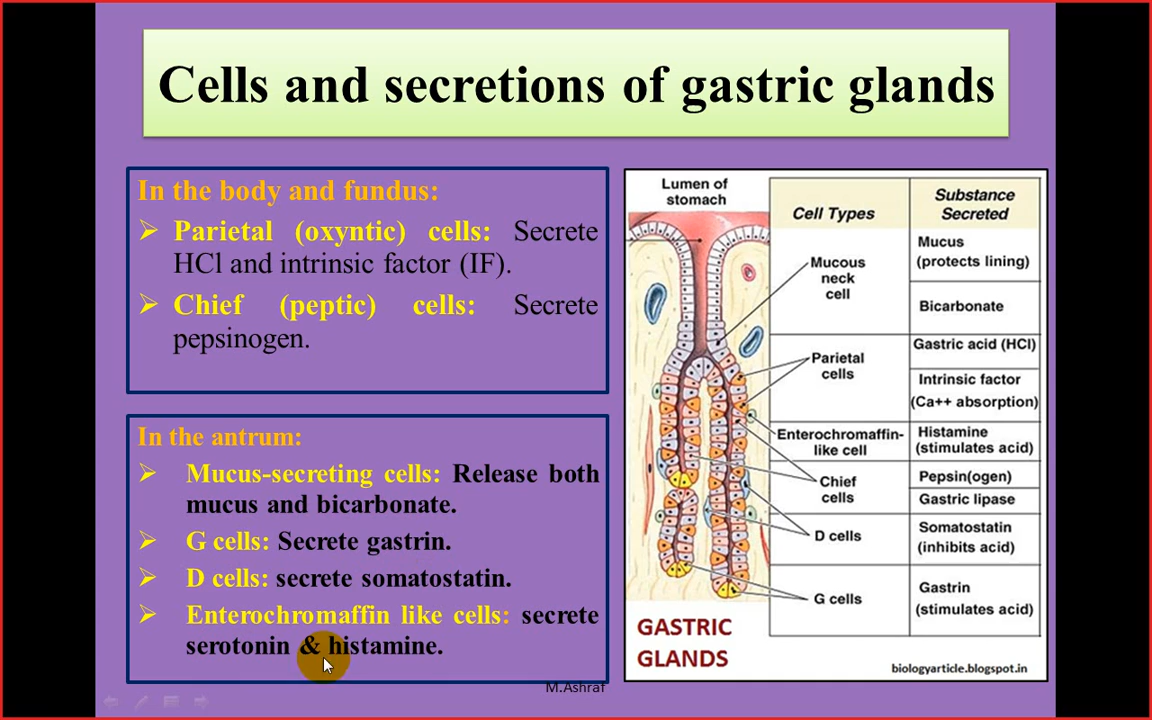 Cells and secretions of gastric glands
In the body and fundus:
➢ Parietal (oxyntic) cells: Secrete
HCl and intrinsic factor (IF).
➢ Chief (peptic) cells: Secrete
pepsinogen.
In the antrum:
➢ Mucus-secreting cells: Release both
mucus and bicarbonate.
➢ G cells: Secrete gastrin.
➢ D cells: secrete somatostatin.
➢ Enterochromaffin like cells: secrete
serotonin & histamine.
Lumen of
stomach
Cell Types
Substance
Secreted
Mucous
neck
cell
Mucus
(protects lining)
Bicarbonate
Parietal
cells
Gastric acid (HCl)
Intrinsic factor
(Ca++ absorption)
Enterochromaffin-
like cell
Histamine
(stimulates acid)
Chief
cells
Pepsin(ogen)
Gastric lipase
D cells
Somatostatin
(inhibits acid)
G cells
Gastrin
(stimulates acid)
GASTRIC
GLANDS
biologyarticle.blogspot.in
M.Ashraf